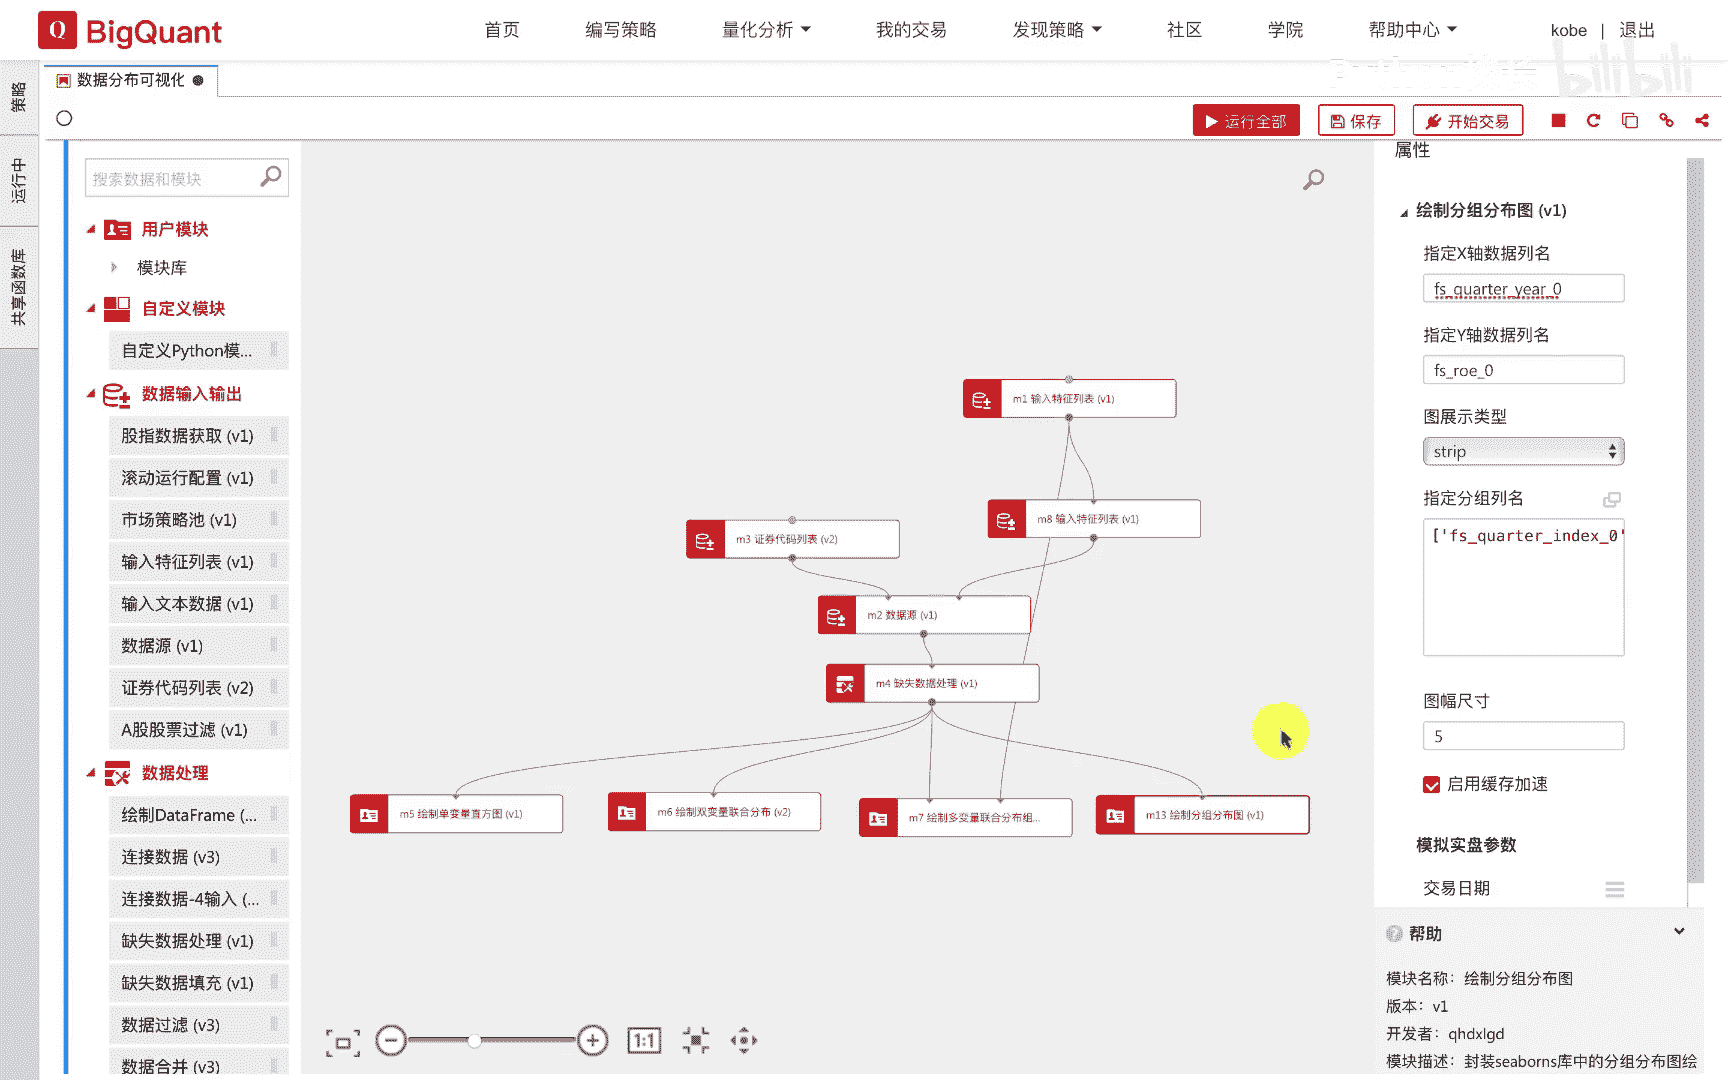 Q BigQuant
首页 编写策略 量化分析 我的交易 发现策略 社区 学院 帮助中心 kobe | 退出
bilibili
策略
运行中
共享函数库
数据分布可视化
运行全部 保存 开始交易
搜索数据和模块
用户模块
模块库
自定义模块
自定义Python模...
数据输入输出
股指数据获取 (v1)
滚动运行配置 (v1)
市场策略池 (v1)
输入特征列表 (v1)
输入文本数据 (v1)
数据源 (v1)
证券代码列表 (v2)
A股股票过滤 (v1)
数据处理
绘制DataFrame (...
连接数据 (v3)
连接数据-4输入 (...
缺失数据处理 (v1)
缺失数据填充 (v1)
数据过滤 (v3)
数据合并 (v3)
m1 输入特征列表 (v1)
m8 输入特征列表 (v1)
m3 证券代码列表 (v2)
m2 数据源 (v1)
m4 缺失数据处理 (v1)
m5 绘制单变量直方图 (v1)
m6 绘制双变量联合分布 (v2)
m7 绘制多变量联合分布组...
m13 绘制分组分布图 (v1)
1:1
属性
绘制分组分布图 (v1)
指定X轴数据列名
fs_quarter_year_0
指定Y轴数据列名
fs_roe_0
图展示类型
strip
指定分组列名
['fs_quarter_index_0'
图幅尺寸
5
启用缓存加速
模拟实盘参数
交易日期
帮助
模块名称：绘制分组分布图
版本：v1
开发者：qhdxlgd
模块描述：封装seaborns库中的分组分布图绘